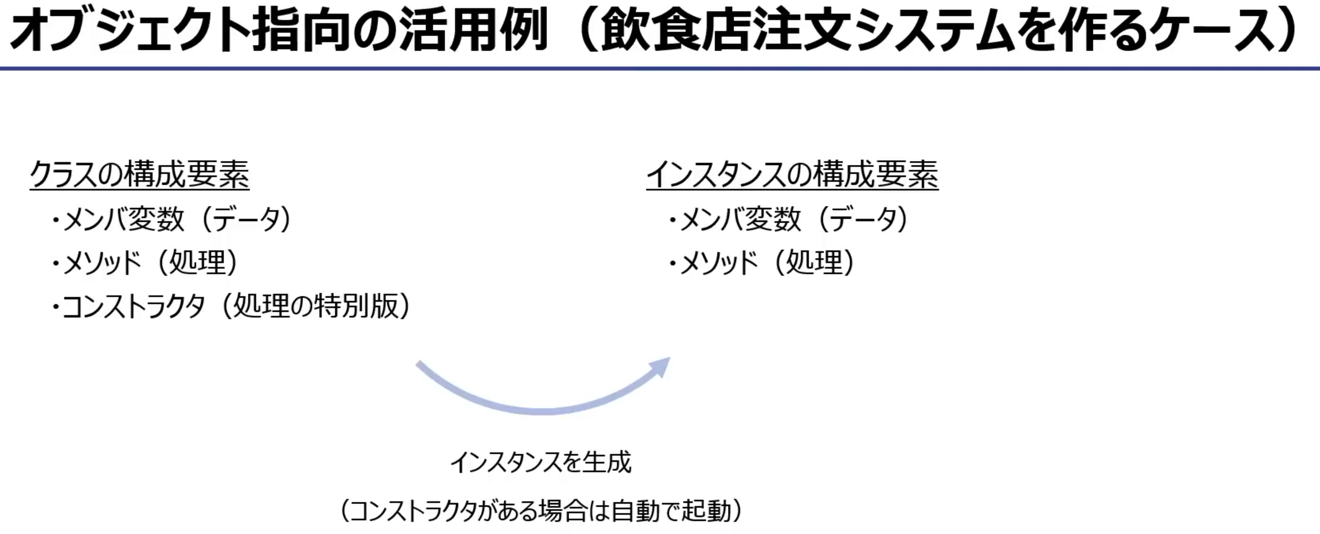 オブジェクト指向の活用例（飲食店注文システムを作るケース）
クラスの構成要素
・メンバ変数（データ）
・メソッド（処理）
・コンストラクタ（処理の特別版）
インスタンスの構成要素
・メンバ変数（データ）
・メソッド（処理）
インスタンスを生成
（コンストラクタがある場合は自動で起動）